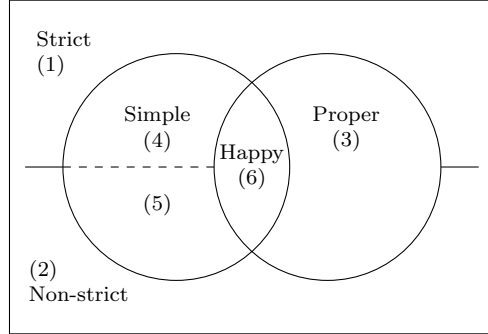 Strict
(1)
Simple
(4)
Proper
(3)
Happy
(6)
(5)
(2)
Non-strict